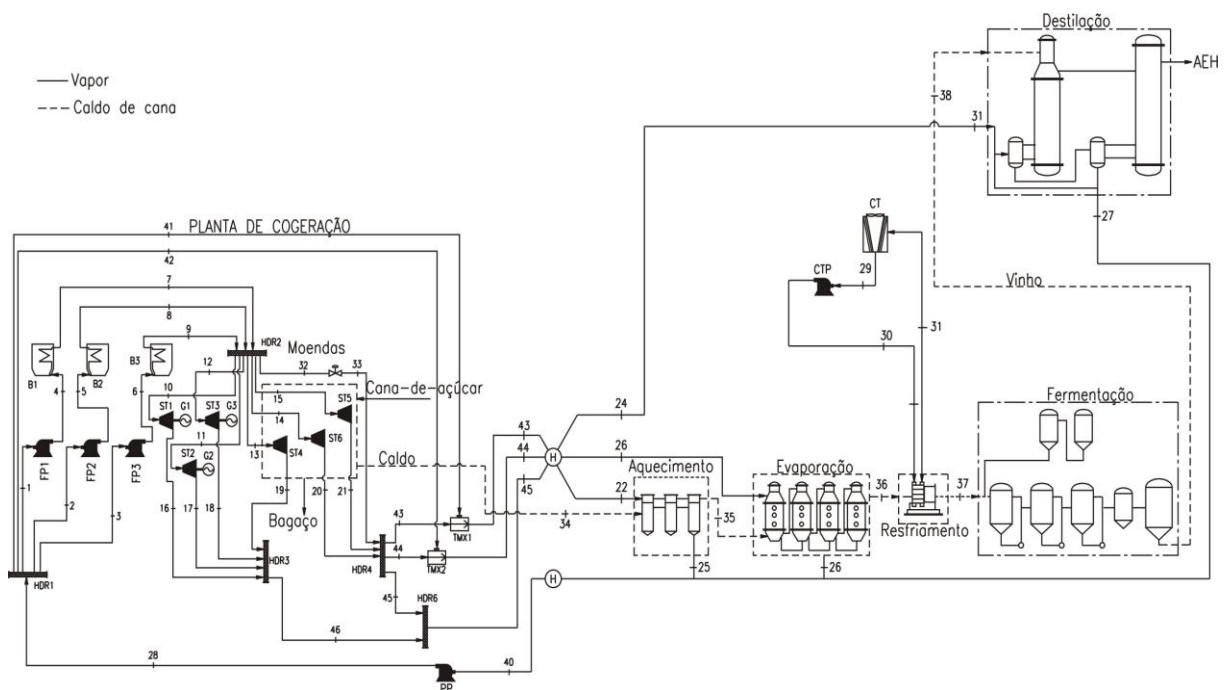 Destilação
Vapor
AEH
Caldo de cana
38
31
41
PLANTA DE COGERAÇÃO
CT
27
42
7
CTP
29
Vinho
8
9
HDR2
Moendas
30
31
B1
B2
B3
12
32
33
10
15
Cana-de-açúcar
Fermentação
4
5
6
ST1
G1
ST3
G3
14
ST5
24
11
ST6
43
ST2
G2
13
ST4
44
H
26
FP1
FP2
FP3
Caldo
45
Aquecimento
Evaporação
1
19
20
21
22
36
37
2
16
17
18
Bagaço
43
34
35
Resfriamento
3
TMX1
44
TMX2
HDR1
HDR3
HDR4
H
25
26
45
HDR6
46
28
40
PP